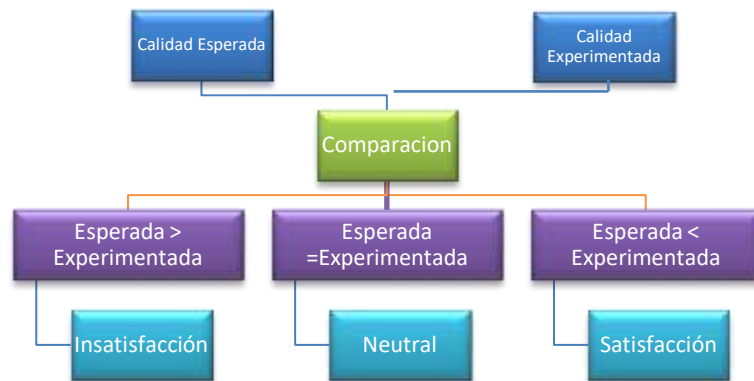 Calidad Esperada
Calidad
Experimentada
Comparacion
Esperada >
Experimentada
Esperada
=Experimentada
Esperada <
Experimentada
Insatisfacción
Neutral
Satisfacción